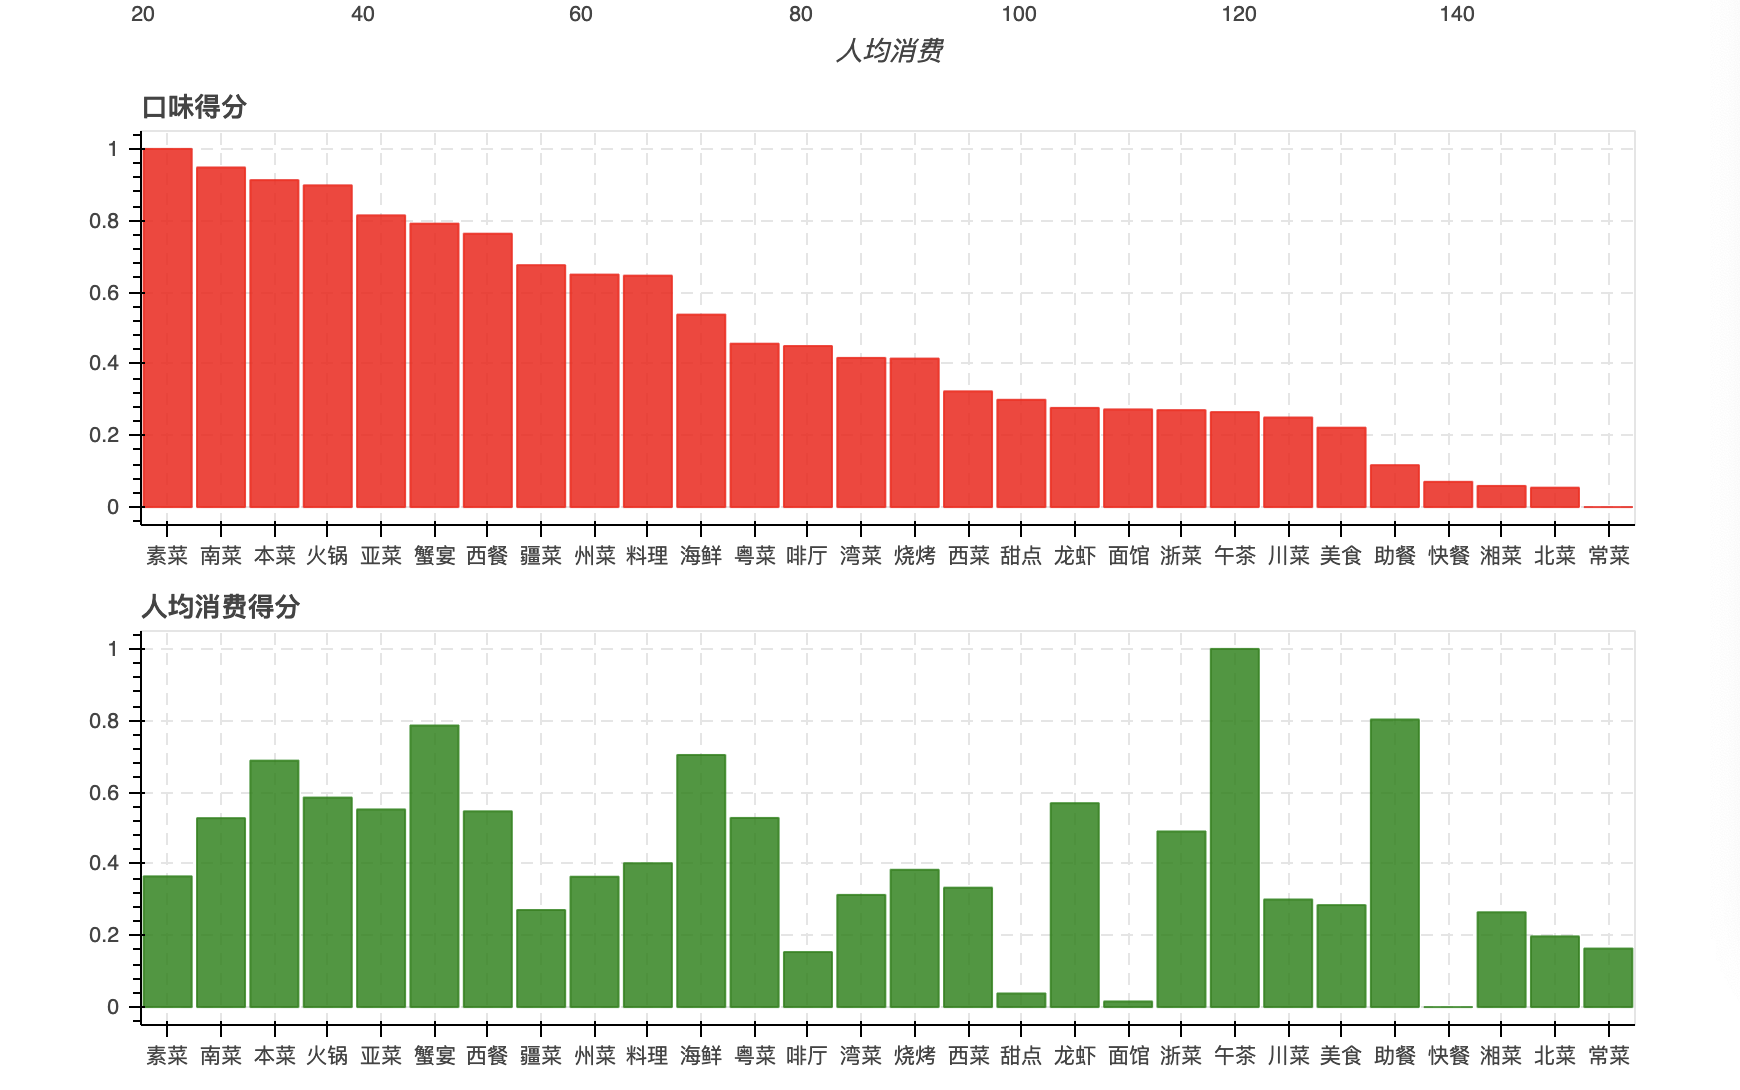 20 40 60 80 100 120 140
人均消费
口味得分
1
0.8
0.6
0.4
0.2
0
素菜 南菜 本菜 火锅 亚菜 蟹宴 西餐 疆菜 州菜 料理 海鲜 粤菜 啡厅 湾菜 烧烤 西菜 甜点 龙虾 面馆 浙菜 午茶 川菜 美食 助餐 快餐 湘菜 北菜 常菜
人均消费得分
1
0.8
0.6
0.4
0.2
0
素菜 南菜 本菜 火锅 亚菜 蟹宴 西餐 疆菜 州菜 料理 海鲜 粤菜 啡厅 湾菜 烧烤 西菜 甜点 龙虾 面馆 浙菜 午茶 川菜 美食 助餐 快餐 湘菜 北菜 常菜